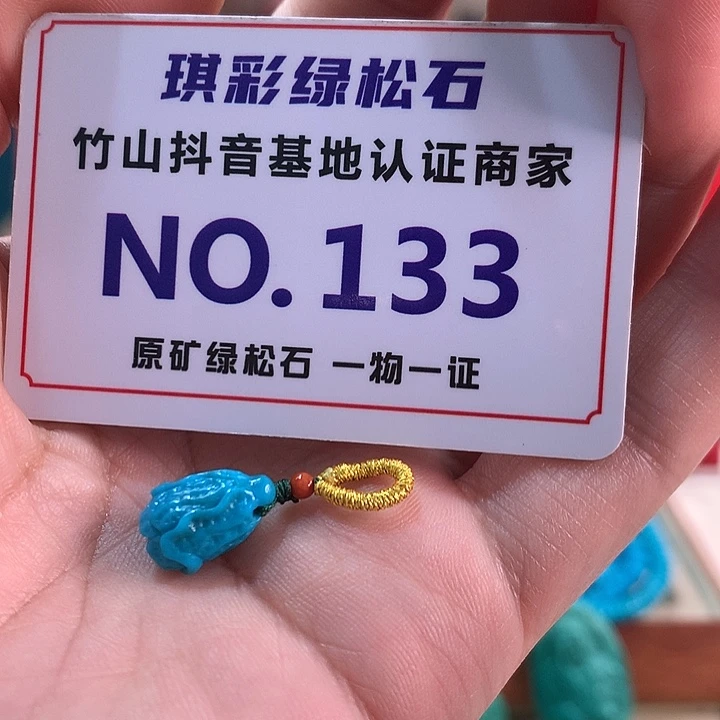 琪彩绿松石
竹山抖音基地认证商家
NO.133
原矿绿松石 一物一证